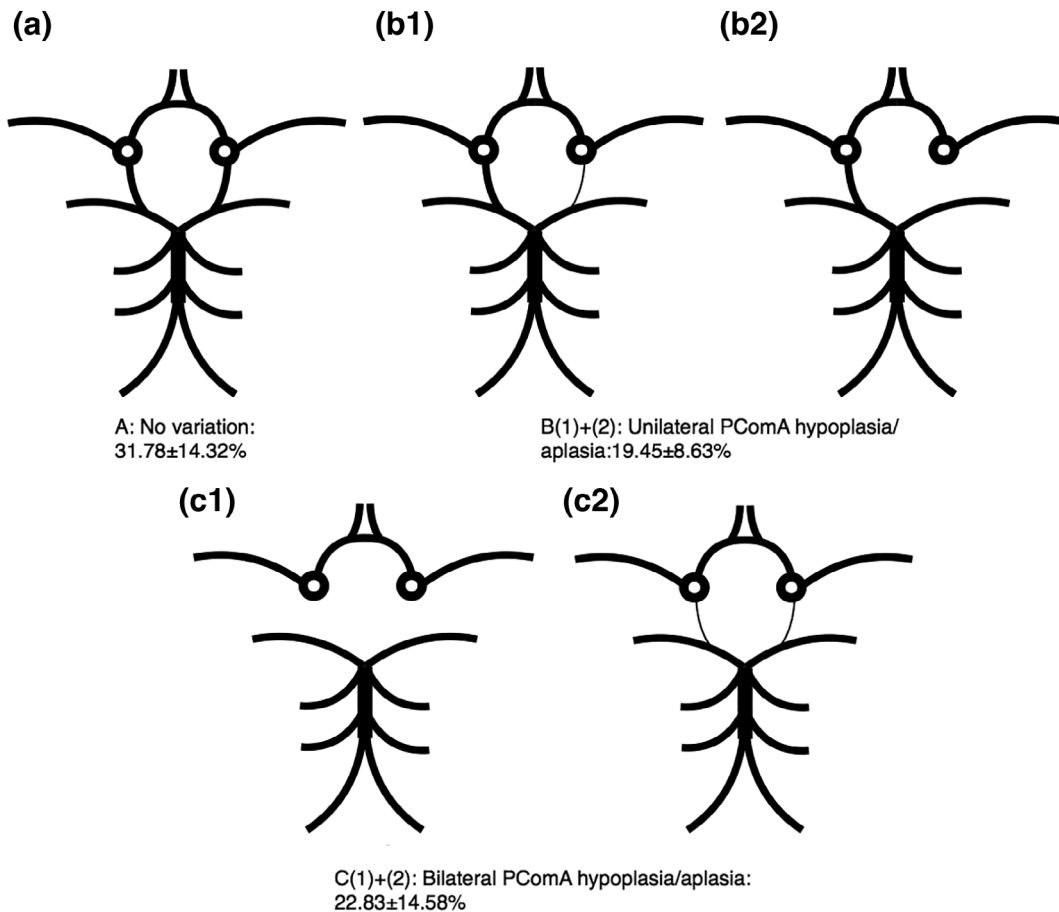 (a)
(b1)
(b2)
A: No variation:
31.78±14.32%
B(1)+(2): Unilateral PComA hypoplasia/
aplasia:19.45±8.63%
(c1)
(c2)
C(1)+(2): Bilateral PComA hypoplasia/aplasia:
22.83±14.58%